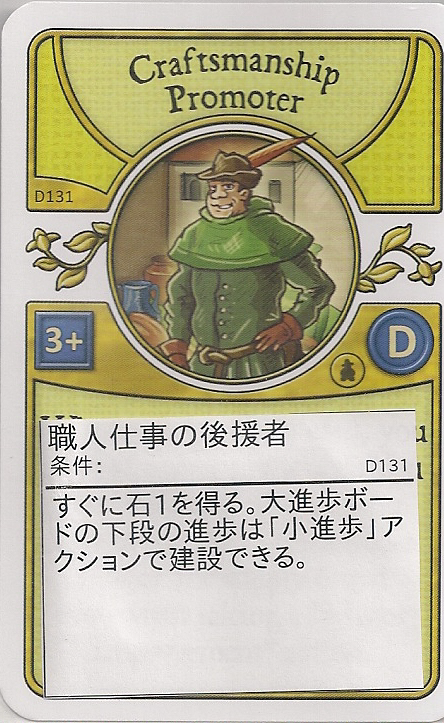 Craftsmanship
Promoter
D131
3+
D
職人仕事の後援者
条件:
D131
すぐに石1を得る。大進歩ボー
ドの下段の進歩は「小進歩」ア
クションで建設できる。